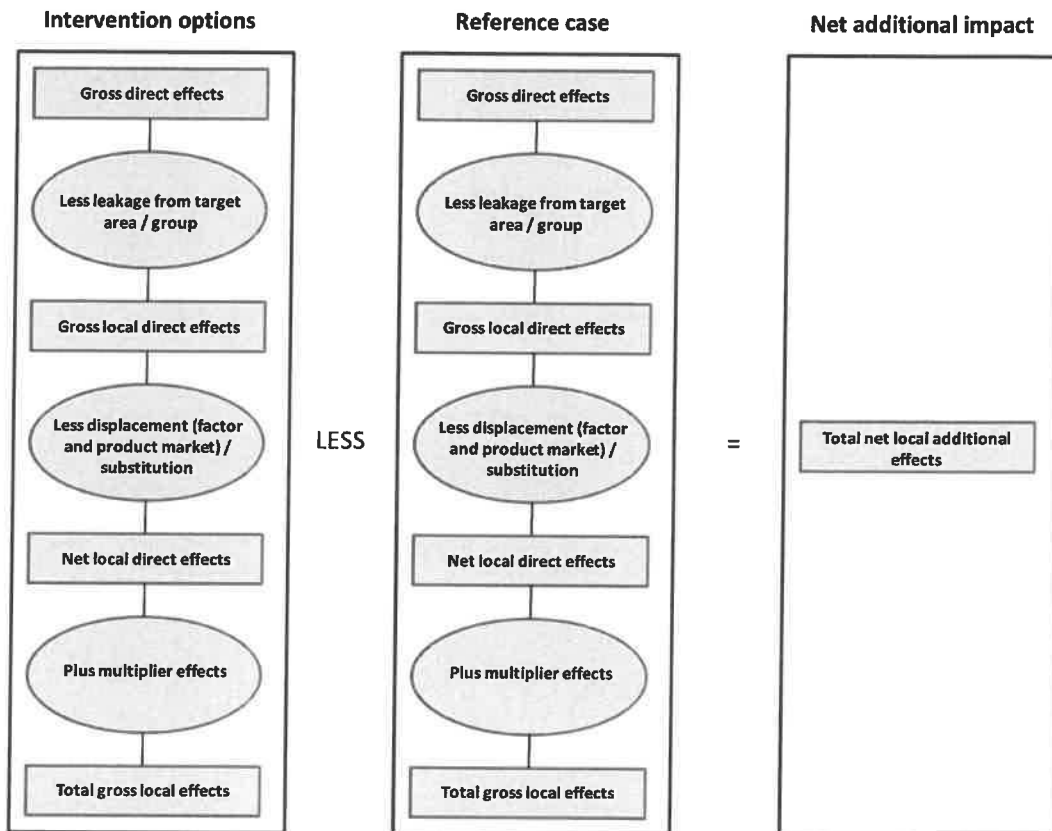 Intervention options
Gross direct effects
Less leakage from target
area / group
Gross local direct effects
Less displacement (factor
and product market) /
substitution
Net local direct effects
Plus multiplier effects
Total gross local effects
LESS
Reference case
Gross direct effects
Less leakage from target
area / group
Gross local direct effects
Less displacement (factor
and product market) /
substitution
Net local direct effects
Plus multiplier effects
Total gross local effects
=
Net additional impact
Total net local additional
effects